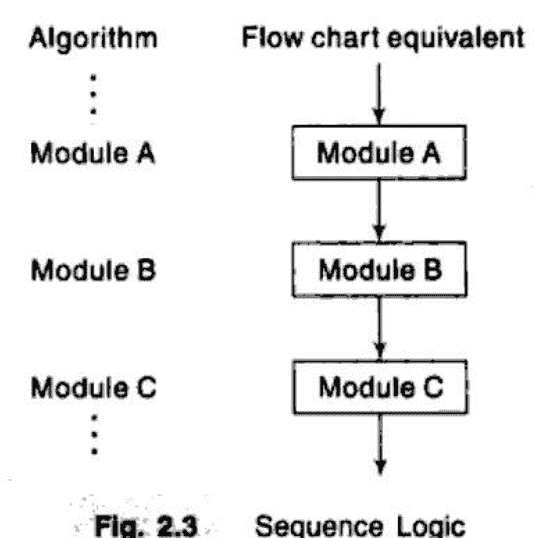 Algorithm Flow chart equivalent
Module A Module A
Module B Module B
Module C Module C
Fig. 2.3 Sequence Logic